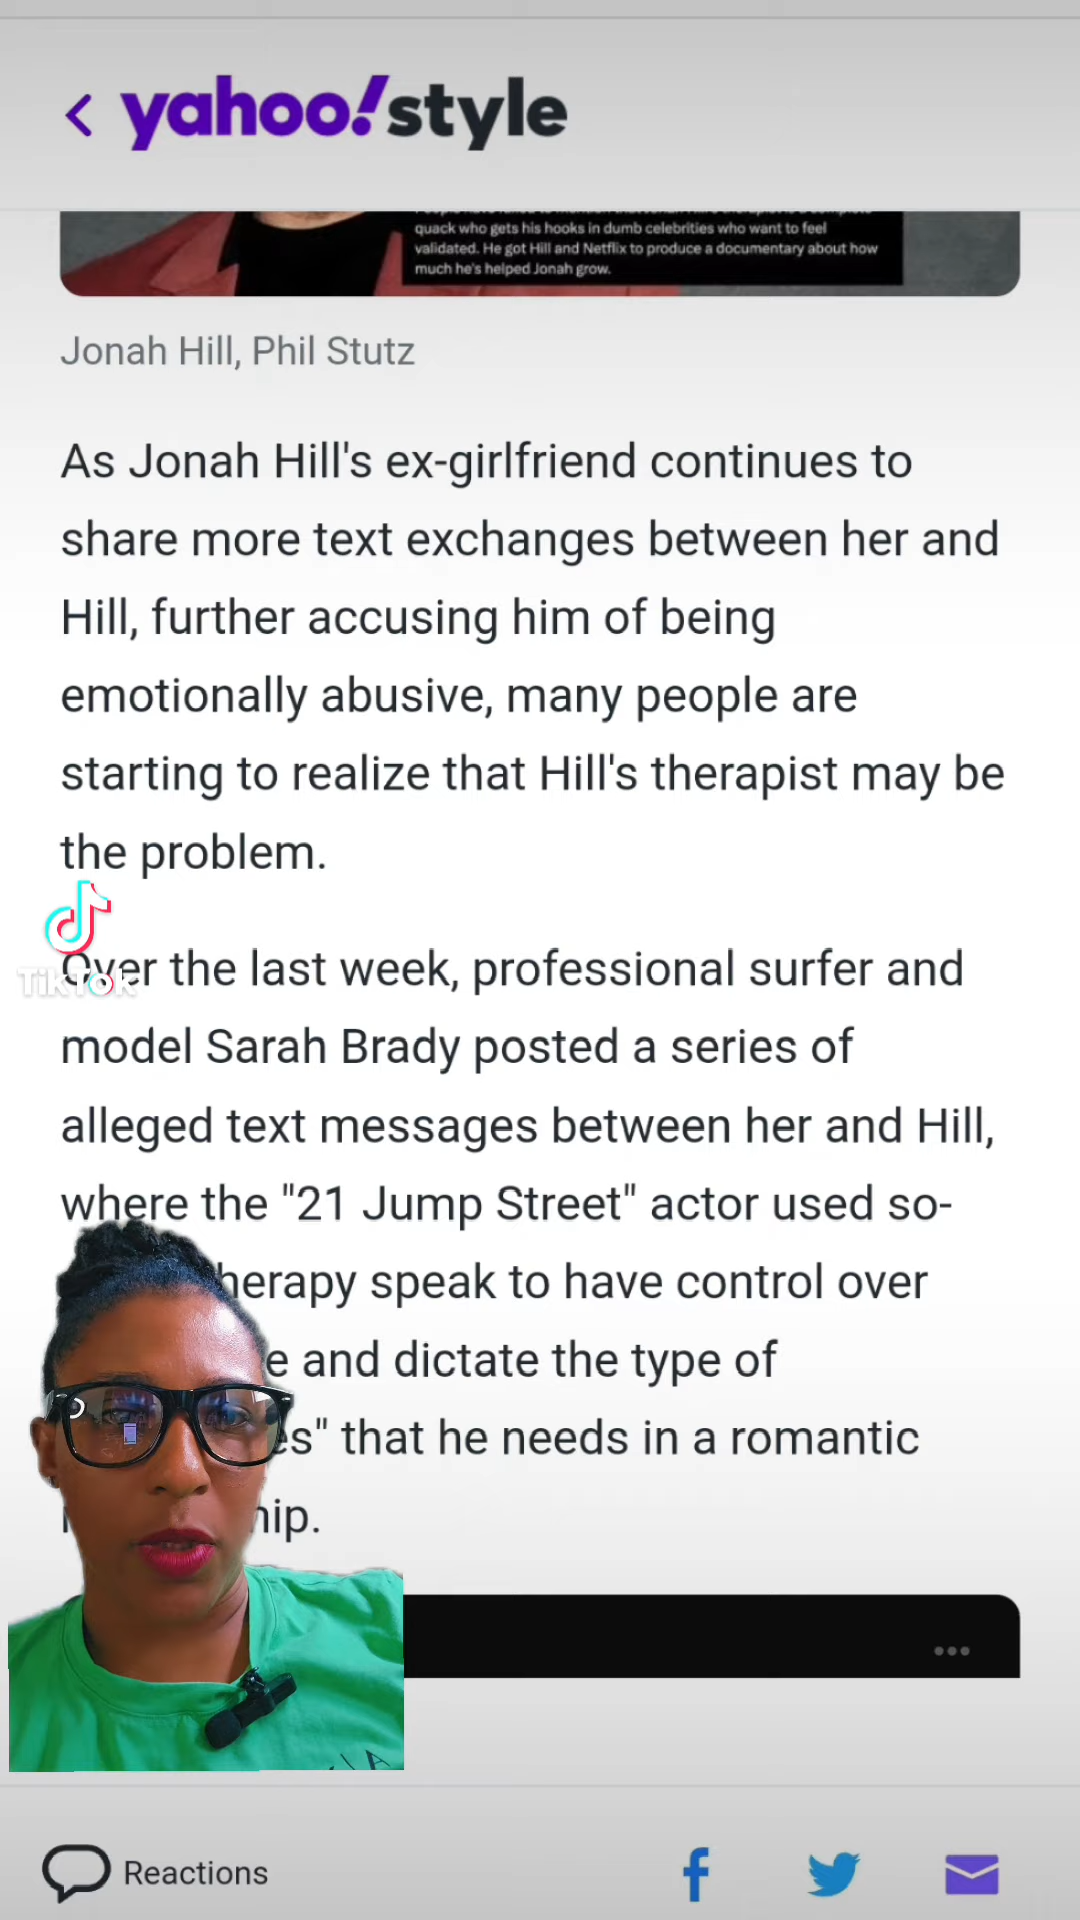 yahoo!style
quack who gets his hooks in dumb celebrities who want to feel
validated. He got Hill and Netflix to produce a documentary about how
much he's helped Jonah grow.
Jonah Hill, Phil Stutz
As Jonah Hill's ex-girlfriend continues to
share more text exchanges between her and
Hill, further accusing him of being
emotionally abusive, many people are
starting to realize that Hill's therapist may be
the problem.
TikTok
Over the last week, professional surfer and
model Sarah Brady posted a series of
alleged text messages between her and Hill,
where the "21 Jump Street" actor used so-
herapy speak to have control over
e and dictate the type of
es" that he needs in a romantic
hip.
Reactions